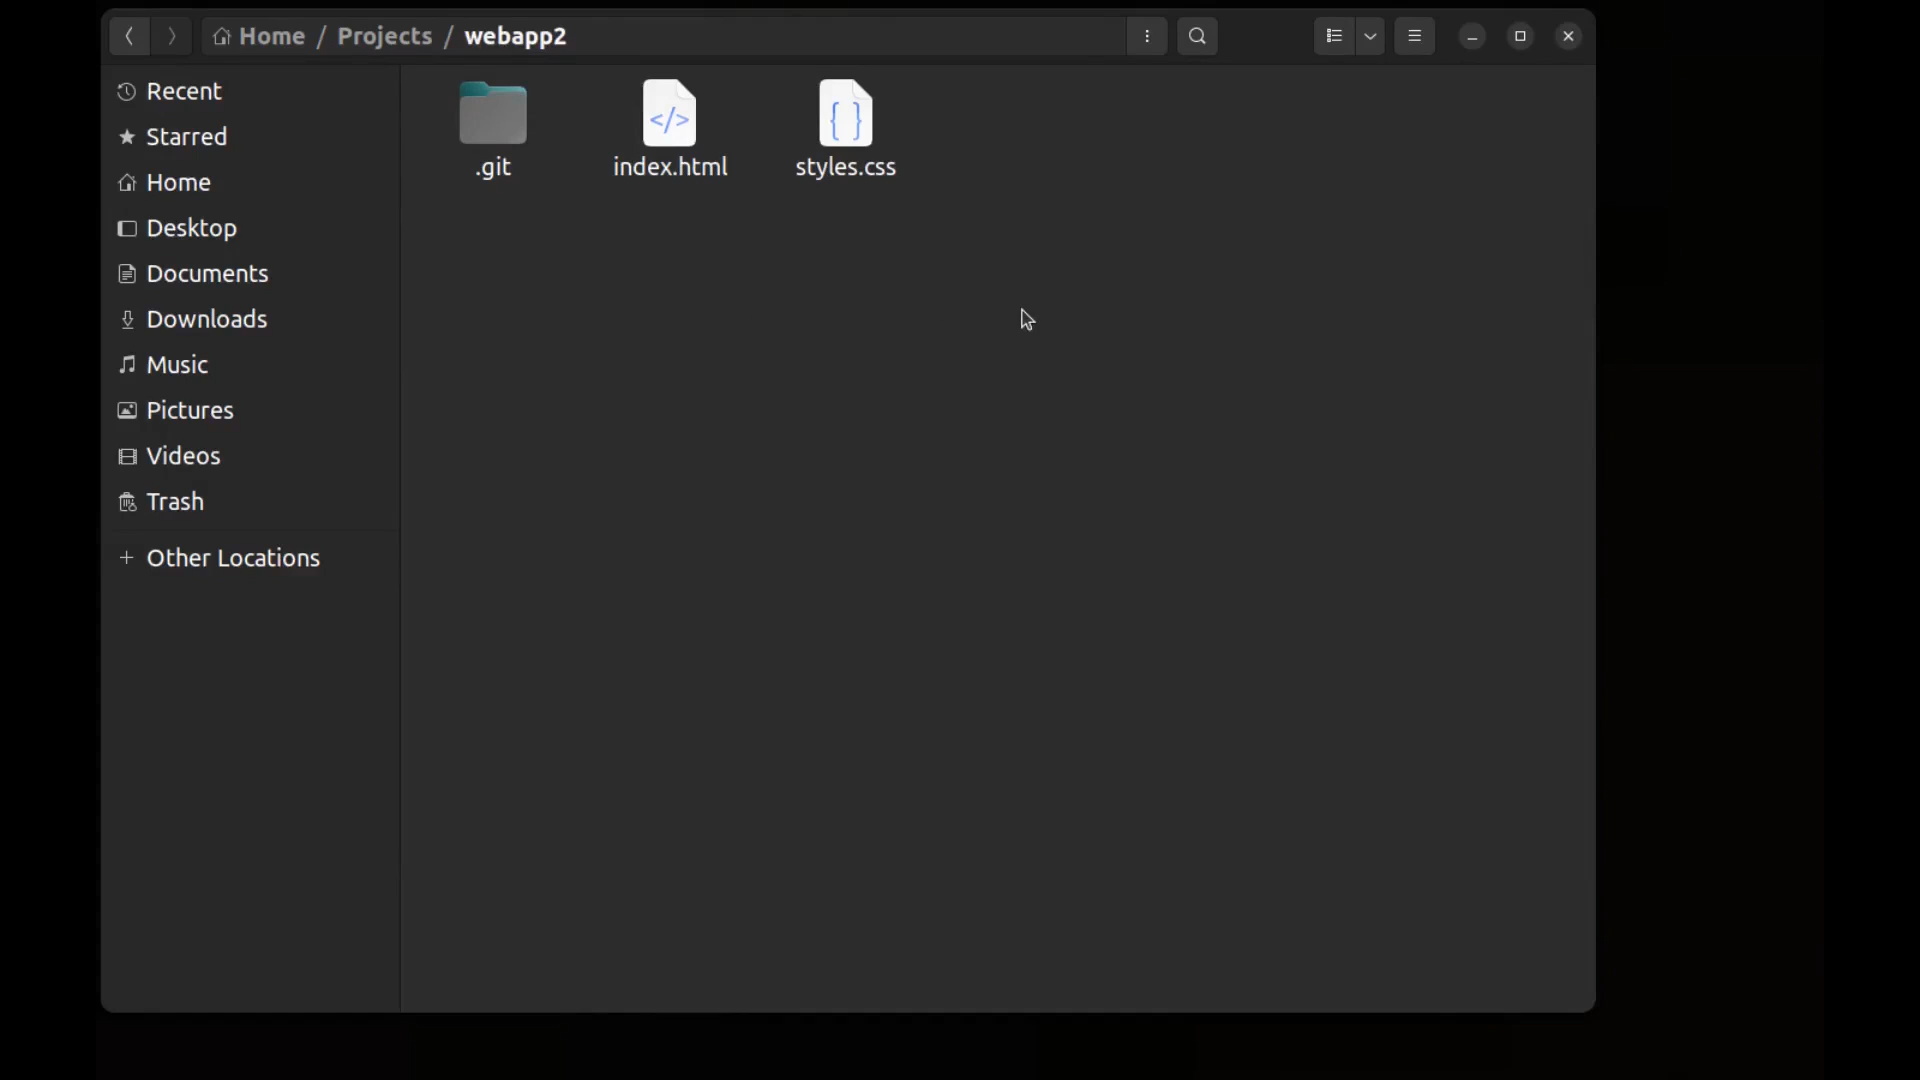 Home / Projects / webapp2
Recent
Starred
Home
Desktop
Documents
Downloads
Music
Pictures
Videos
Trash
Other Locations
.git
</> index.html
{ } styles.css